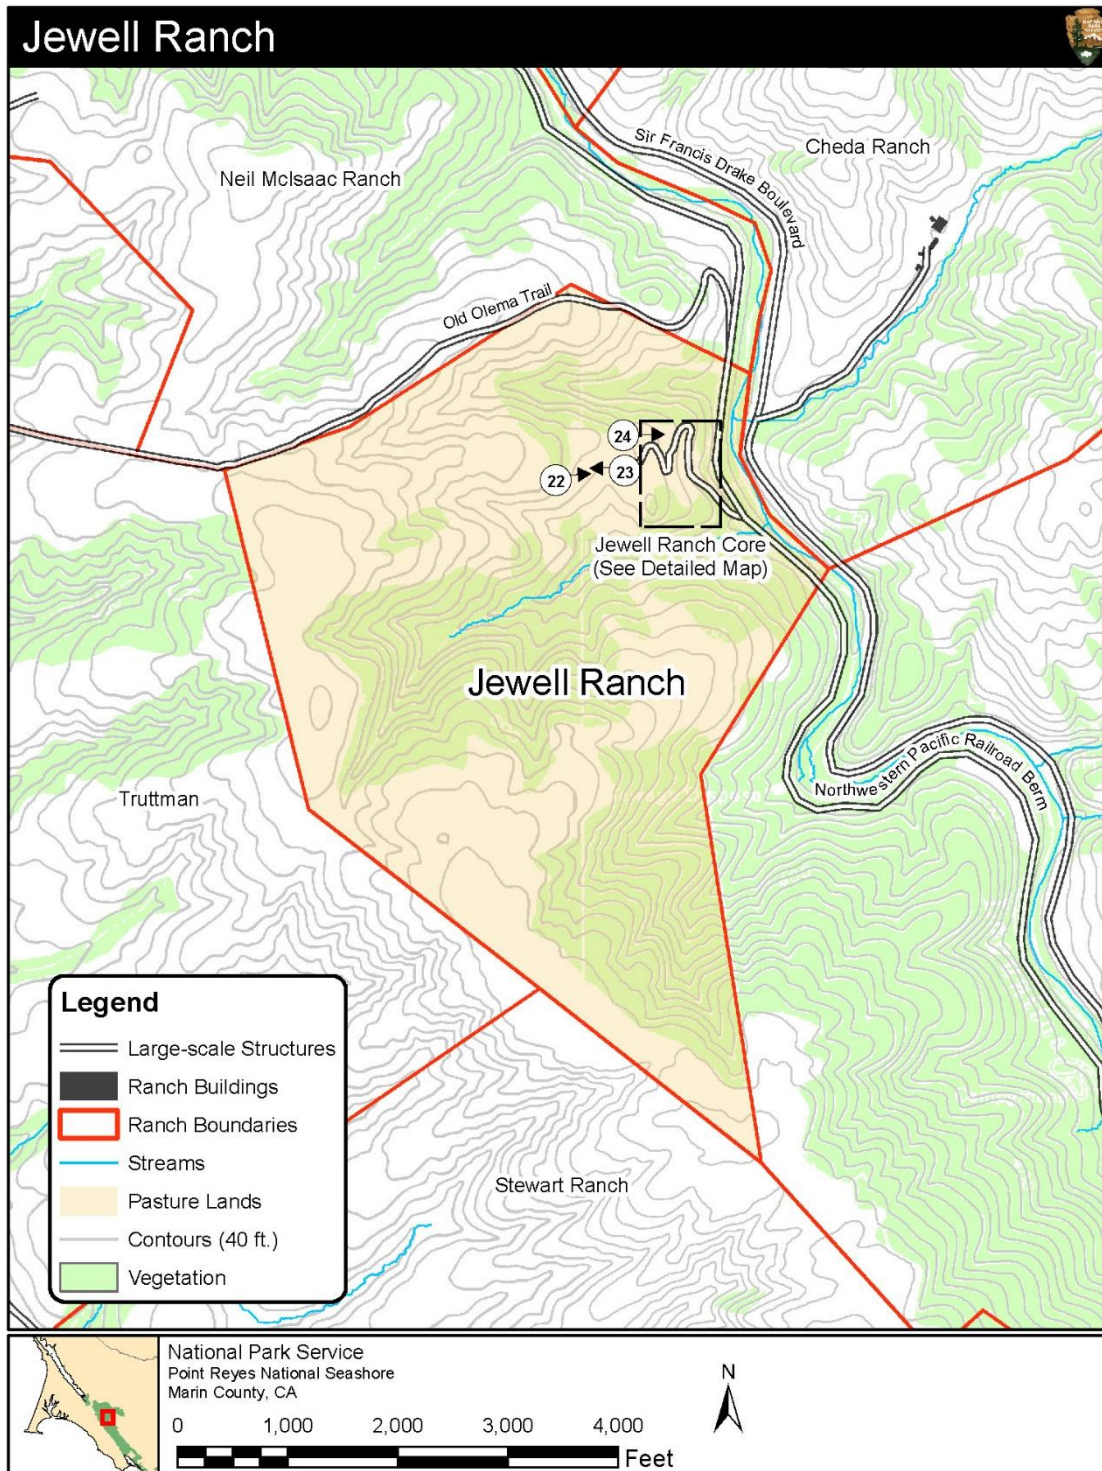 Jewell Ranch
Sir Francis Drake Boulevard
Cheda Ranch
Neil McIsaac Ranch
Old Olema Trail
24
22
23
Jewell Ranch Core
(See Detailed Map)
Jewell Ranch
Northwestern Pacific Railroad Berm
Truttman
Stewart Ranch
Legend
Large-scale Structures
Ranch Buildings
Ranch Boundaries
Streams
Pasture Lands
Contours (40 ft.)
Vegetation
National Park Service
Point Reyes National Seashore
Marin County, CA
N
0 1,000 2,000 3,000 4,000
Feet